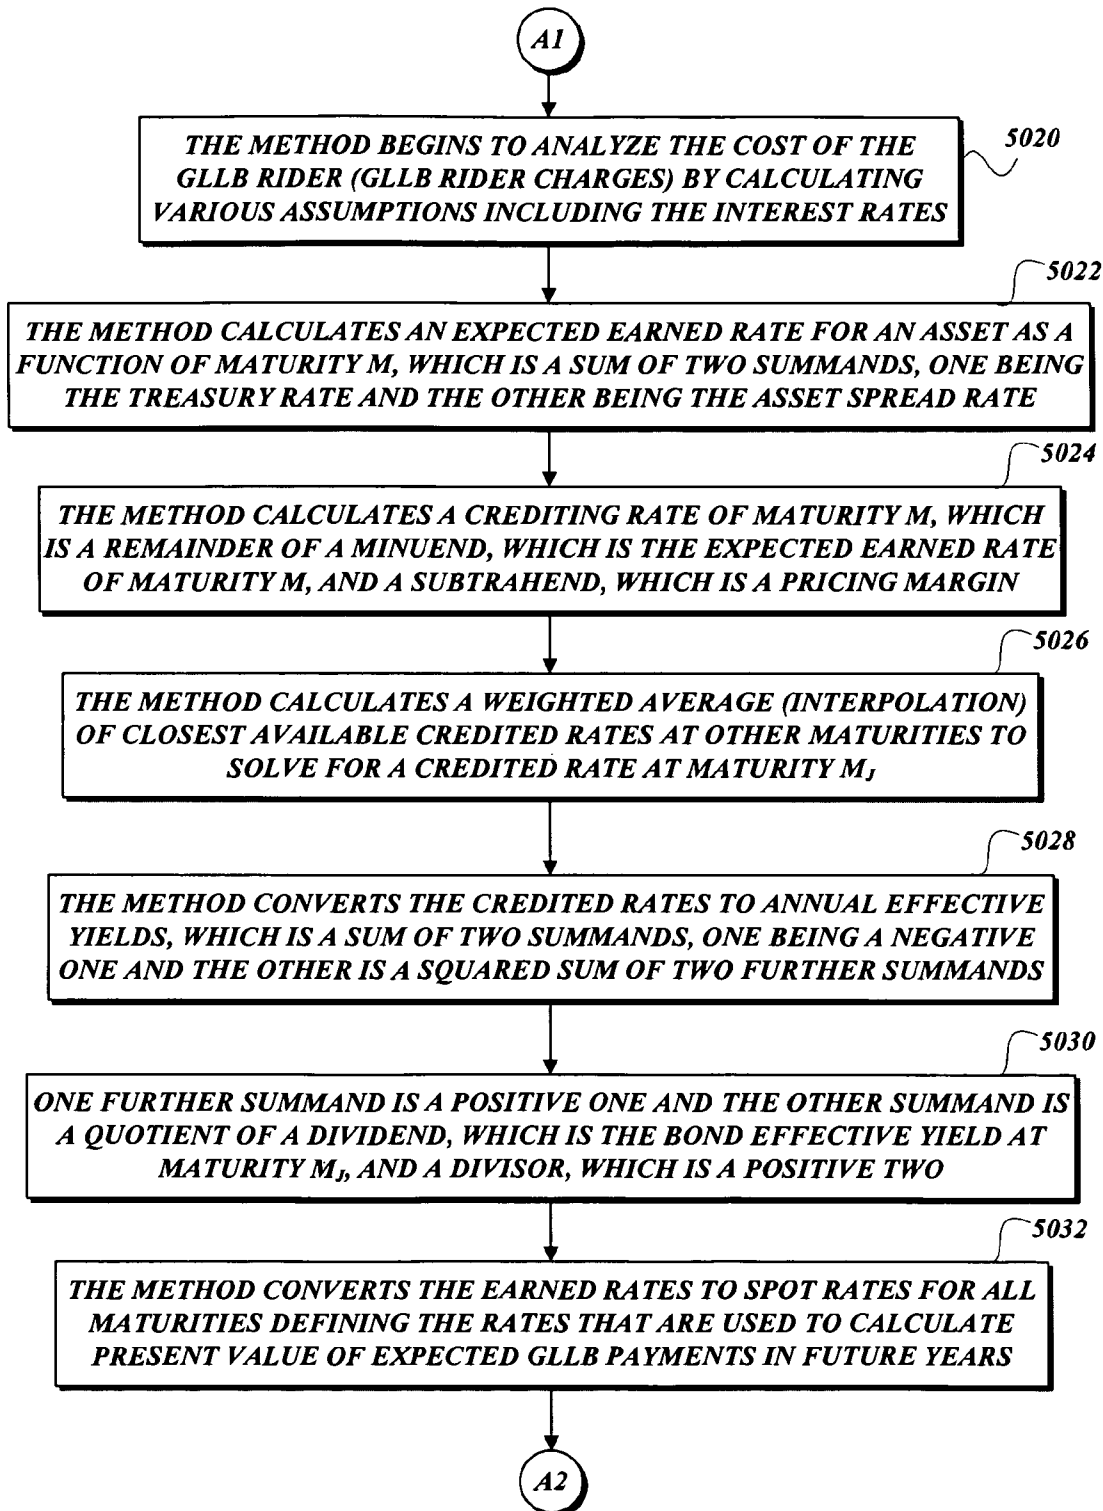 A1
THE METHOD BEGINS TO ANALYZE THE COST OF THE
GLLB RIDER (GLLB RIDER CHARGES) BY CALCULATING
VARIOUS ASSUMPTIONS INCLUDING THE INTEREST RATES
5020
5022
THE METHOD CALCULATES AN EXPECTED EARNED RATE FOR AN ASSET AS A
FUNCTION OF MATURITY M, WHICH IS A SUM OF TWO SUMMANDS, ONE BEING
THE TREASURY RATE AND THE OTHER BEING THE ASSET SPREAD RATE
5024
THE METHOD CALCULATES A CREDITING RATE OF MATURITY M, WHICH
IS A REMAINDER OF A MINUEND, WHICH IS THE EXPECTED EARNED RATE
OF MATURITY M, AND A SUBTRAHEND, WHICH IS A PRICING MARGIN
5026
THE METHOD CALCULATES A WEIGHTED AVERAGE (INTERPOLATION)
OF CLOSEST AVAILABLE CREDITED RATES AT OTHER MATURITIES TO
SOLVE FOR A CREDITED RATE AT MATURITY MJ
5028
THE METHOD CONVERTS THE CREDITED RATES TO ANNUAL EFFECTIVE
YIELDS, WHICH IS A SUM OF TWO SUMMANDS, ONE BEING A NEGATIVE
ONE AND THE OTHER IS A SQUARED SUM OF TWO FURTHER SUMMANDS
5030
ONE FURTHER SUMMAND IS A POSITIVE ONE AND THE OTHER SUMMAND IS
A QUOTIENT OF A DIVIDEND, WHICH IS THE BOND EFFECTIVE YIELD AT
MATURITY MJ, AND A DIVISOR, WHICH IS A POSITIVE TWO
5032
THE METHOD CONVERTS THE EARNED RATES TO SPOT RATES FOR ALL
MATURITIES DEFINING THE RATES THAT ARE USED TO CALCULATE
PRESENT VALUE OF EXPECTED GLLB PAYMENTS IN FUTURE YEARS
A2